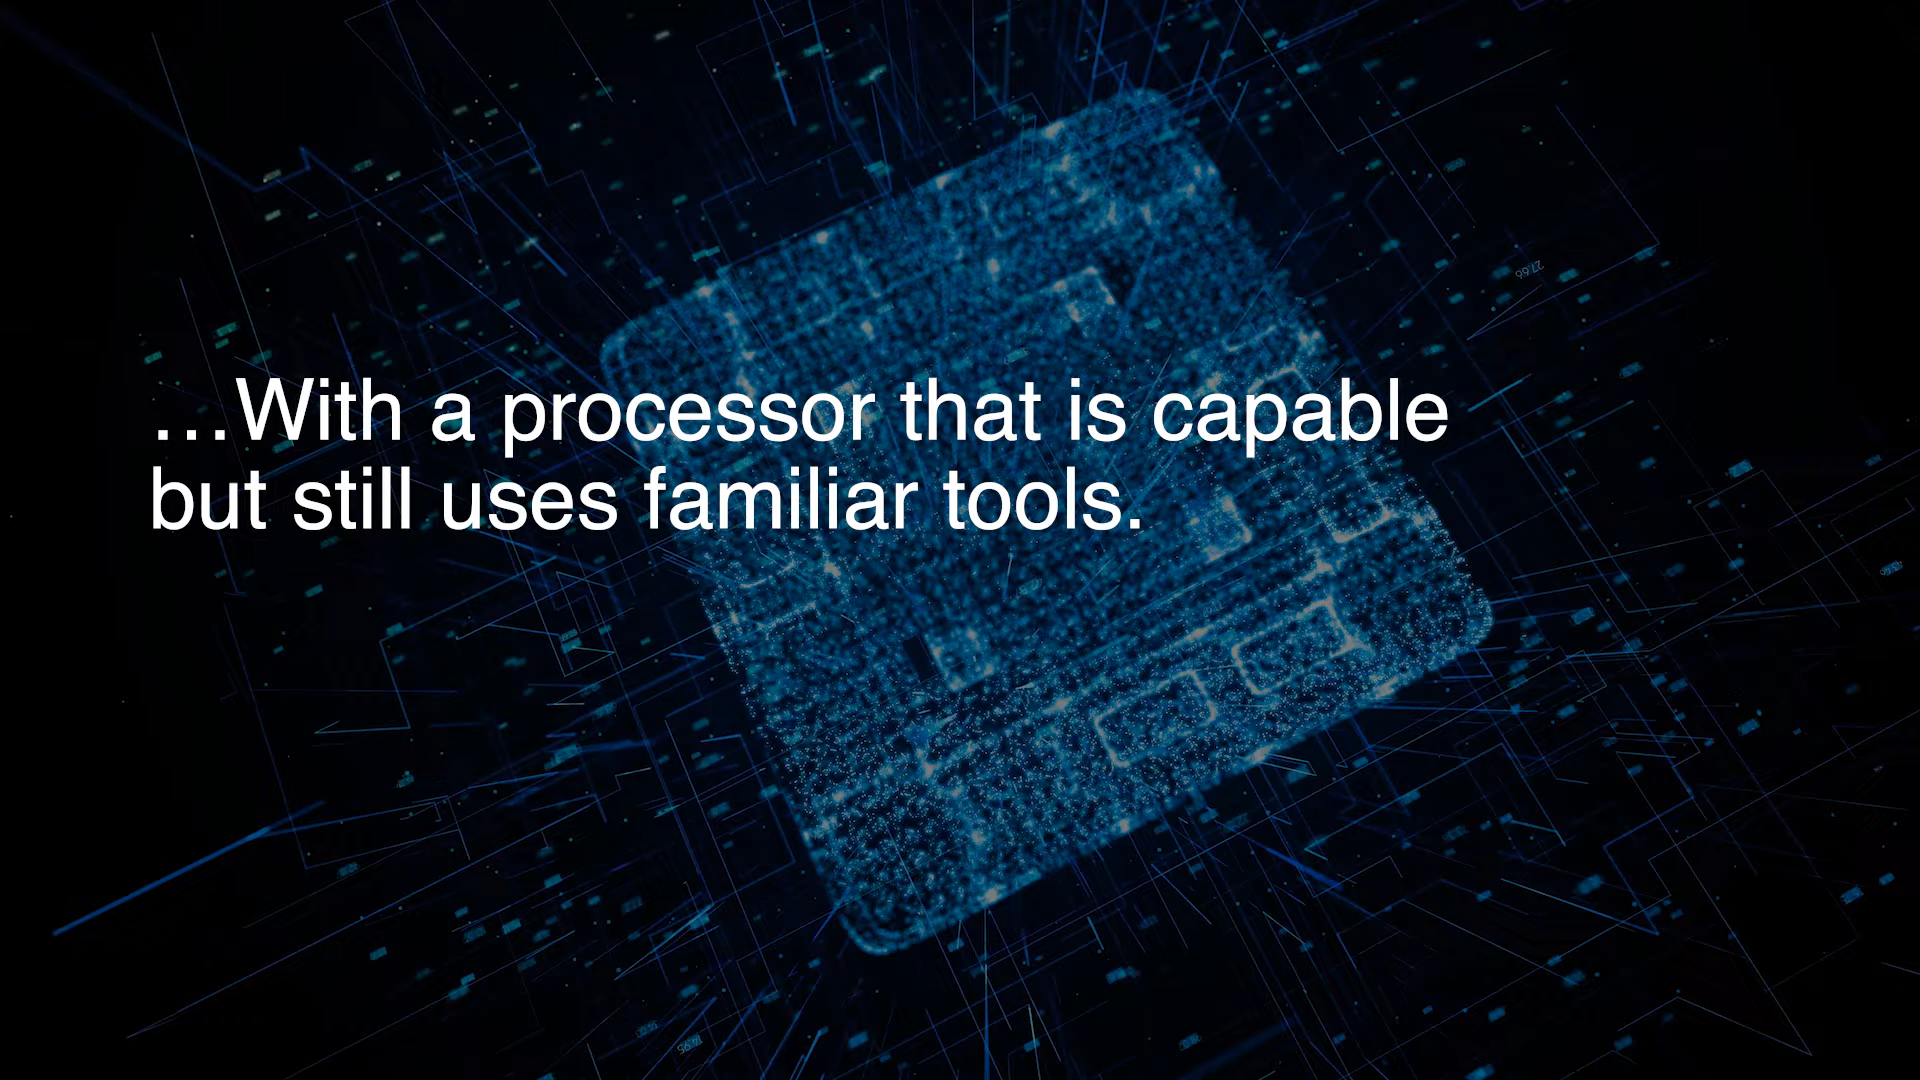 …With a processor that is capable
but still uses familiar tools.